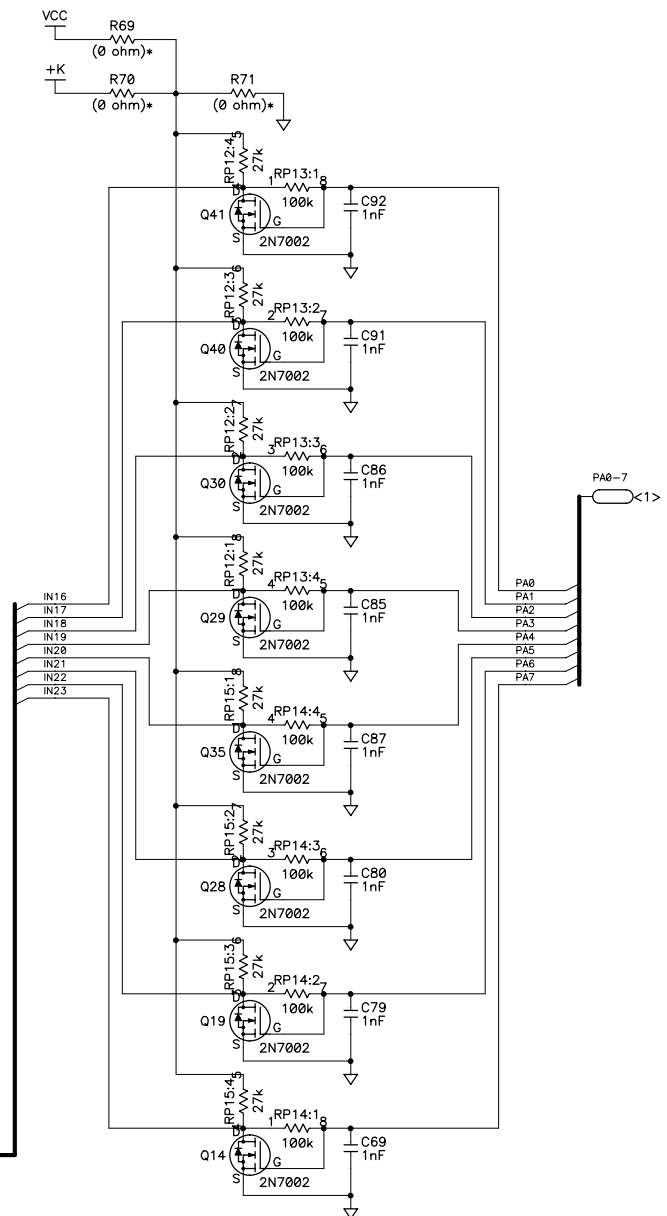 VCC
R69
(0 ohm)*
+K
R70
(0 ohm)*
R71
(0 ohm)*
RP12:4
5
27k
4
D
1
RP13:1
8
100k
C92
1nF
Q41
G
S
2N7002
RP12:3
6
27k
3
D
2
RP13:2
7
100k
C91
1nF
Q40
G
S
2N7002
RP12:2
7
27k
D
3
RP13:3
6
100k
C86
1nF
Q30
G
S
2N7002
PA0-7
<1>
RP12:1
8
27k
D
4
RP13:4
5
100k
C85
1nF
Q29
G
S
2N7002
IN16
IN17
IN18
IN19
IN20
IN21
IN22
IN23
PA0
PA1
PA2
PA3
PA4
PA5
PA6
PA7
RP15:1
8
27k
D
4
RP14:4
5
100k
C87
1nF
Q35
G
S
2N7002
RP15:2
7
27k
D
3
RP14:3
6
100k
C80
1nF
Q28
G
S
2N7002
RP15:3
6
27k
D
2
RP14:2
7
100k
C79
1nF
Q19
G
S
2N7002
RP15:4
5
27k
D
1
RP14:1
8
100k
C69
1nF
Q14
G
S
2N7002